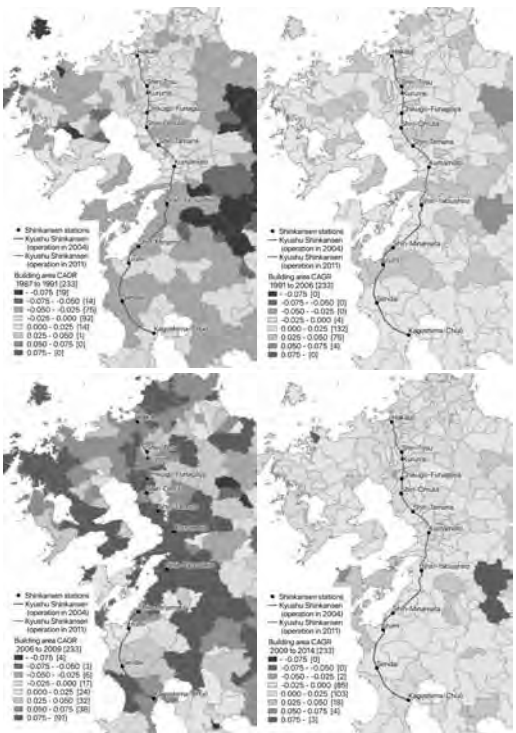 Hakata
Shin-Tosu
Kurume
Chikugo-Funagoya
Shin-Omuta
Shin-Tamana
Kumamoto
Izumi
Sendai
Kagoshima-Chuo
Shinkansen stations
Kyushu Shinkansen
(operation in 2004)
Kyushu Shinkansen
(operation in 2011)
Building area CAGR
1987 to 1991 [233]
- -0.075 [19]
-0.075 - -0.050 [14]
-0.050 - -0.025 [75]
-0.025 - 0.000 [92]
0.000 - 0.025 [14]
0.025 - 0.050 [1]
0.050 - 0.075 [0]
0.075 - [0]
Hakata
Shin-Tosu
Kurume
Chikugo-Funagoya
Shin-Omuta
Shin-Tamana
Kumamoto
Shin-Yatsushiro
Shin-Minamata
Izumi
Sendai
Kagoshima-Chuo
Shinkansen stations
Kyushu Shinkansen
(operation in 2004)
Kyushu Shinkansen
(operation in 2011)
Building area CAGR
1991 to 2006 [233]
- -0.075 [0]
-0.075 - -0.050 [0]
-0.050 - -0.025 [0]
-0.025 - 0.000 [4]
0.000 - 0.025 [132]
0.025 - 0.050 [75]
0.050 - 0.075 [4]
0.075 - [0]
Shinkansen stations
Kyushu Shinkansen
(operation in 2004)
Kyushu Shinkansen
(operation in 2011)
Building area CAGR
2006 to 2009 [233]
- -0.075 [4]
-0.075 - -0.050 [3]
-0.050 - -0.025 [6]
-0.025 - 0.000 [17]
0.000 - 0.025 [24]
0.025 - 0.050 [32]
0.050 - 0.075 [38]
0.075 - [91]
Hakata
Shin-Tosu
Kurume
Chikugo-Funagoya
Shin-Omuta
Shin-Tamana
Kumamoto
Shin-Yatsushiro
Shin-Minamata
Izumi
Sendai
Kagoshima-Chuo
Shinkansen stations
Kyushu Shinkansen
(operation in 2004)
Kyushu Shinkansen
(operation in 2011)
Building area CAGR
2009 to 2014 [233]
- -0.075 [0]
-0.075 - -0.050 [0]
-0.050 - -0.025 [2]
-0.025 - 0.000 [85]
0.000 - 0.025 [103]
0.025 - 0.050 [18]
0.050 - 0.075 [4]
0.075 - [3]